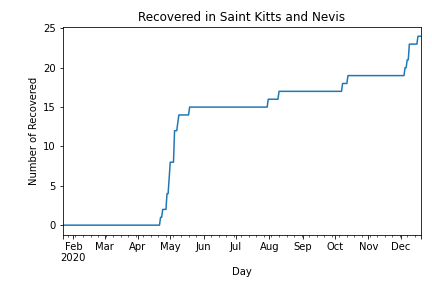 Recovered in Saint Kitts and Nevis
Number of Recovered
25
20
15
10
5
0
Feb Mar Apr May Jun Jul Aug Sep Oct Nov Dec
2020
Day